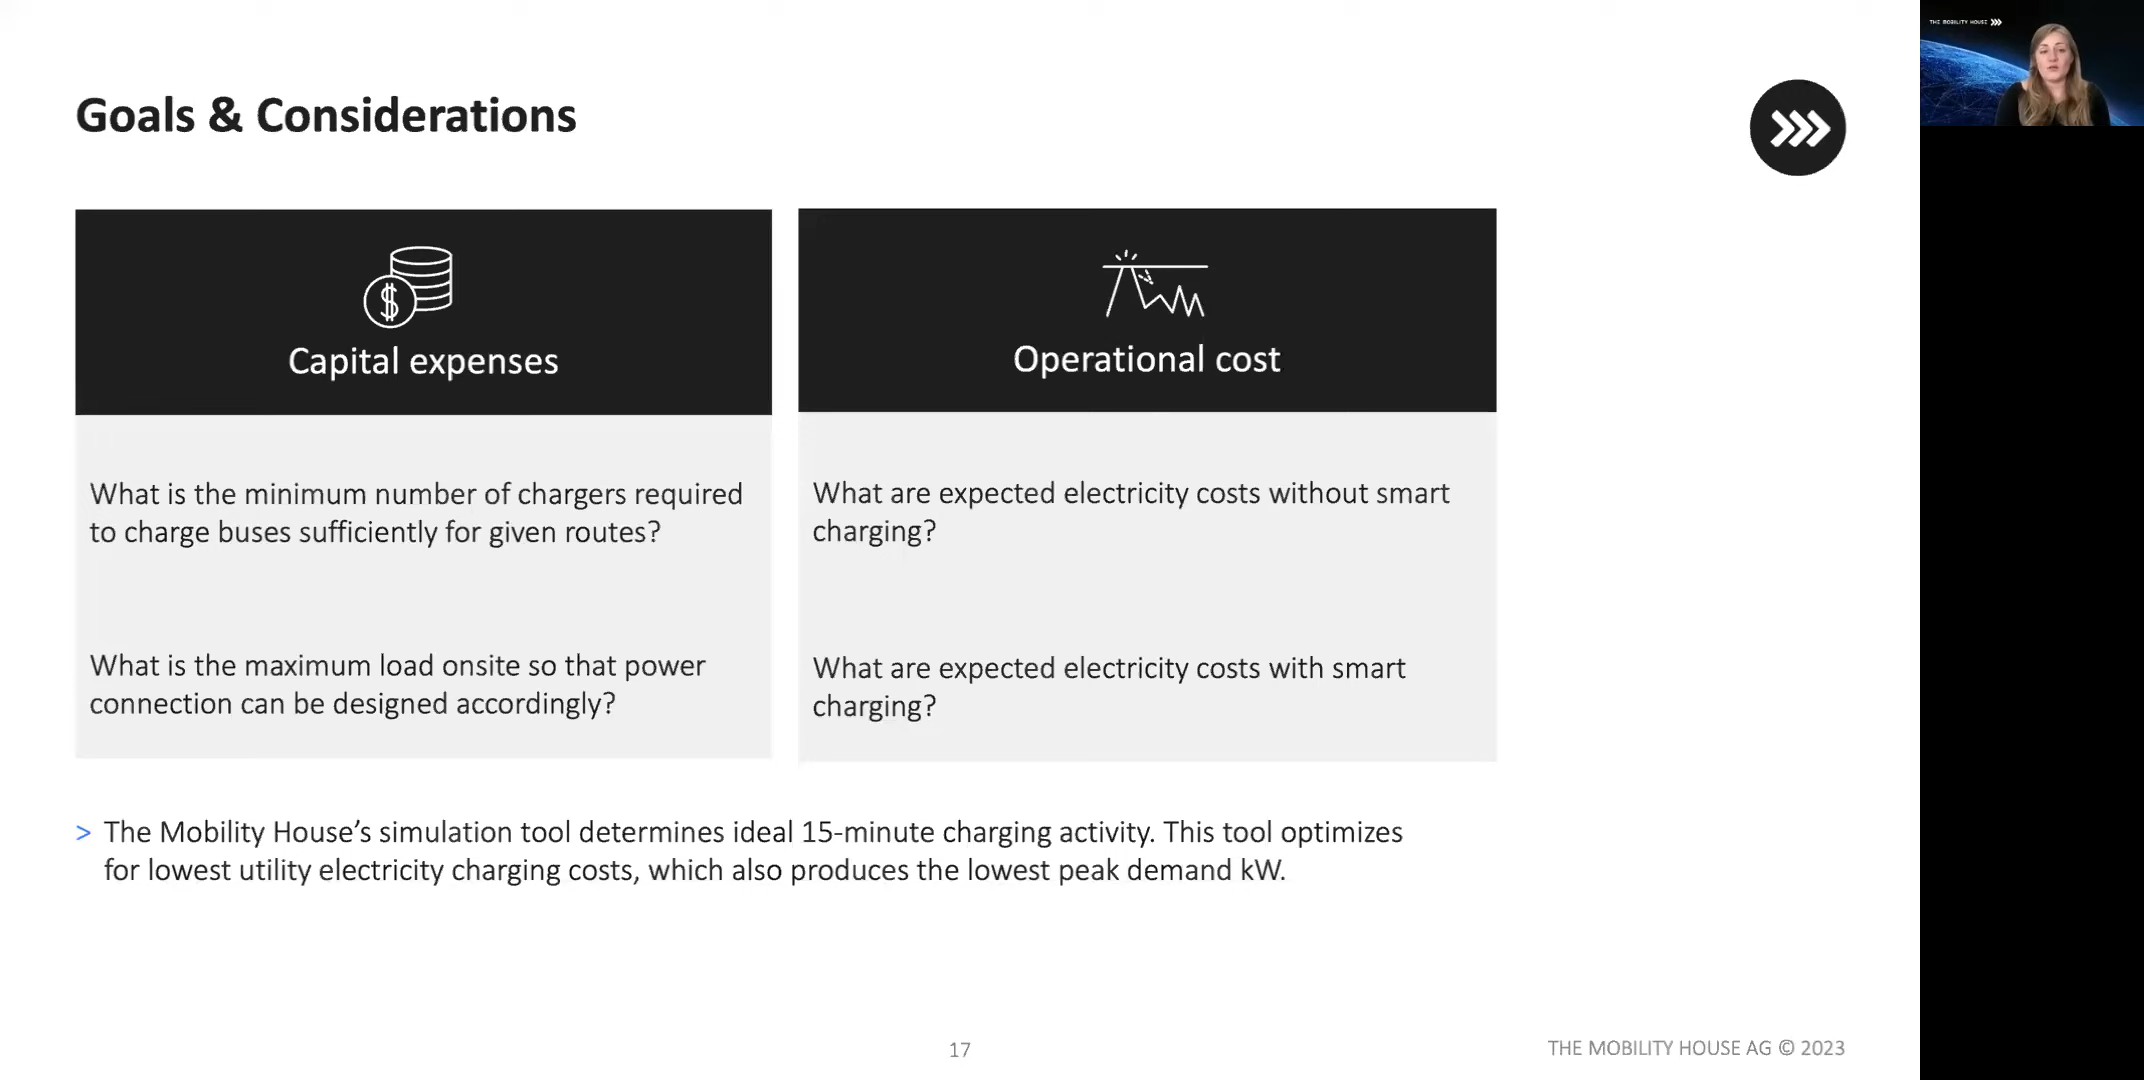 Goals & Considerations
THE MOBILITY HOUSE
$
Capital expenses
What is the minimum number of chargers required
to charge buses sufficiently for given routes?
What is the maximum load onsite so that power
connection can be designed accordingly?
Operational cost
What are expected electricity costs without smart
charging?
What are expected electricity costs with smart
charging?
> The Mobility House’s simulation tool determines ideal 15-minute charging activity. This tool optimizes
for lowest utility electricity charging costs, which also produces the lowest peak demand kW.
17
THE MOBILITY HOUSE AG © 2023